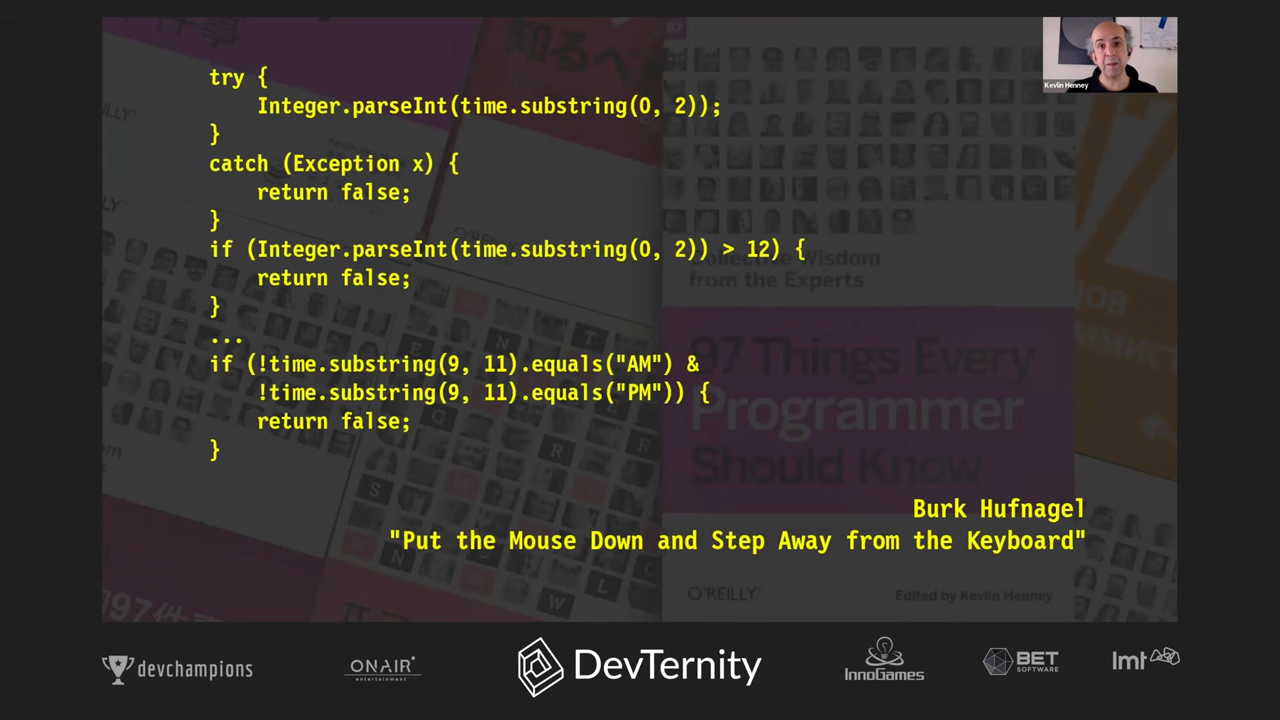 try {
Integer.parseInt(time.substring(0, 2));
}
catch (Exception x) {
return false;
}
if (Integer.parseInt(time.substring(0, 2)) > 12) {
return false;
}
...
if (!time.substring(9, 11).equals("AM") &
!time.substring(9, 11).equals("PM")) {
return false;
}
Burk Hufnagel
"Put the Mouse Down and Step Away from the Keyboard"
Kevlin Henney
Collective Wisdom
from the Experts
97 Things Every
Programmer
Should Know
O'REILLY
Edited by Kevlin Henney
devchampions
ONAIR
entertainment
DevTernity
InnoGames
BET
SOFTWARE
lmt